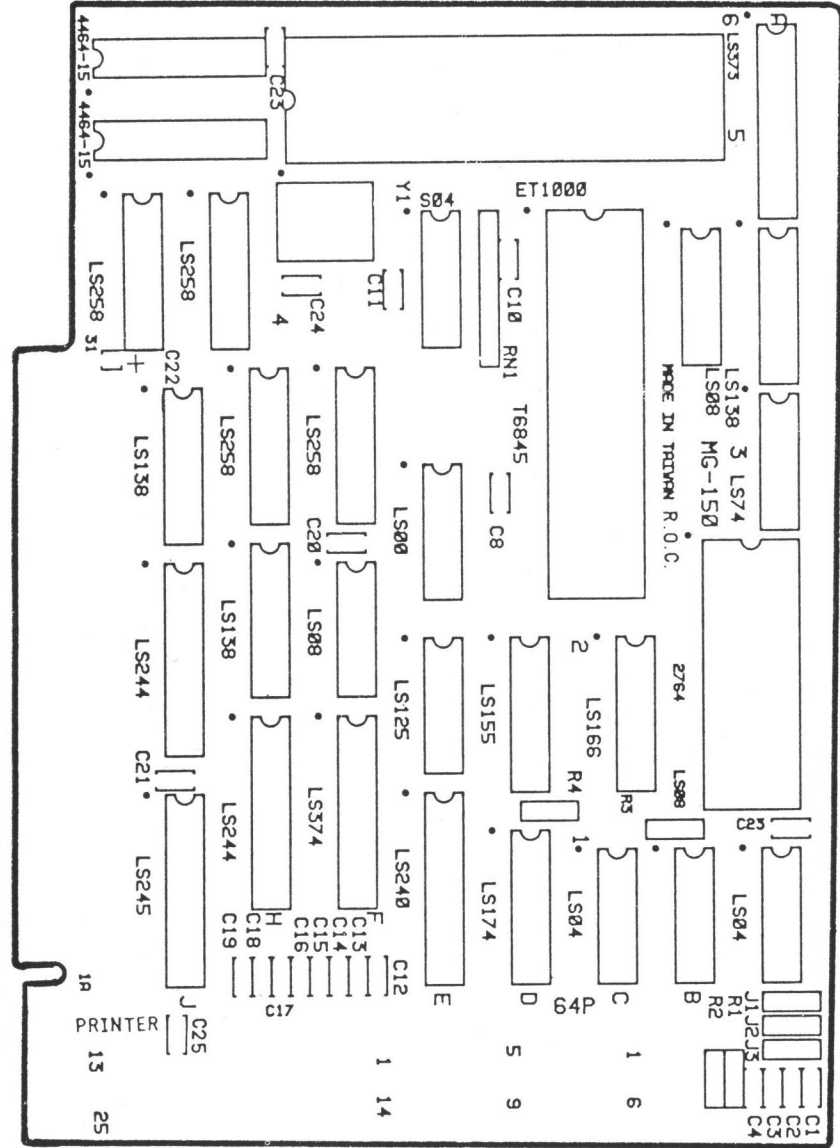 4464-15
4464-15
C23
6
LS373
5
A
Y1
S04
ET1000
LS258
LS258
C24
4
C11
C10
RN1
31
+
C22
LS138
LS258
LS258
T6845
MADE IN TAIWAN R.O.C.
LS08
LS138
3
LS74
MG-150
C20
LS00
C8
LS244
LS138
LS08
LS125
LS155
2
LS166
2764
LS08
C21
R4
R3
C23
LS245
LS244
LS374
LS240
LS174
1
LS04
LS04
H
F
C19
C18
C17
C16
C15
C14
C13
C12
1A
J
E
D
C
B
64P
R2
R1
J1
J2
J3
PRINTER
C25
13
25
1
14
5
9
1
6
C4
C3
C2
C1